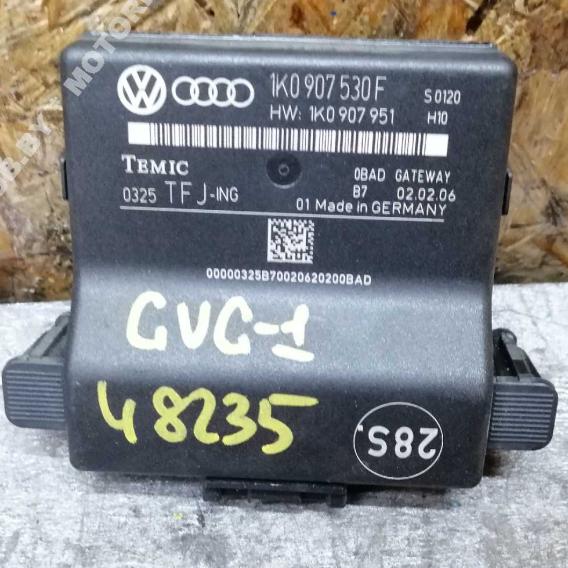 1K0 907 530 F S 0120
HW: 1K0 907 951 H10
TEMIC 0BAD GATEWAY
0325 TFJ-ING B7 02.02.06
01 Made in GERMANY
00000325B70020620200BAD
GVG-1
48235
28S.